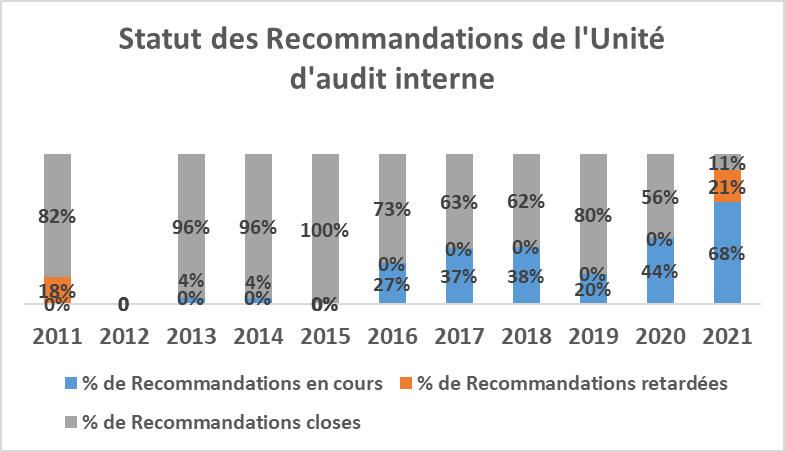 Statut des Recommandations de l'Unité
d'audit interne
11%
82% 96% 96% 100% 73% 63% 62% 80% 56% 21%
18% 4% 4% 0% 0% 0% 0% 0% 68%
0% 0 0% 0% 0% 27% 37% 38% 20% 44%
2011 2012 2013 2014 2015 2016 2017 2018 2019 2020 2021
% de Recommandations en cours % de Recommandations retardées
% de Recommandations closes